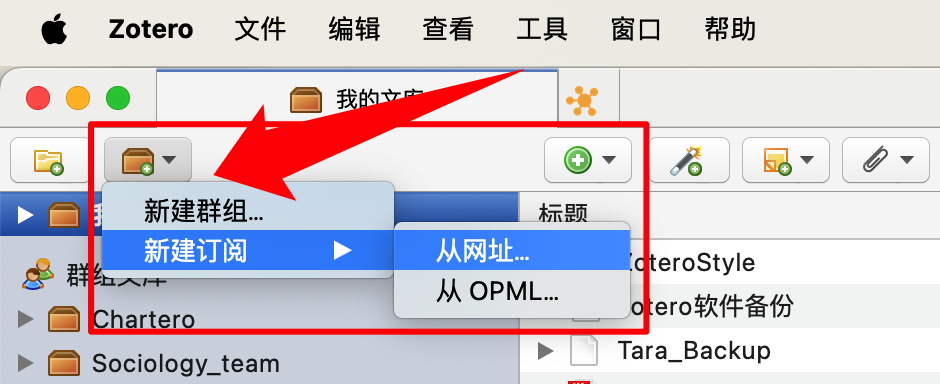 Zotero 文件 编辑 查看 工具 窗口 帮助
我的文库
新建群组...
标题
新建订阅
从网址...
ZoteroStyle
群组文库
从 OPML...
Zotero软件备份
Chartero
Tara_Backup
Sociology_team